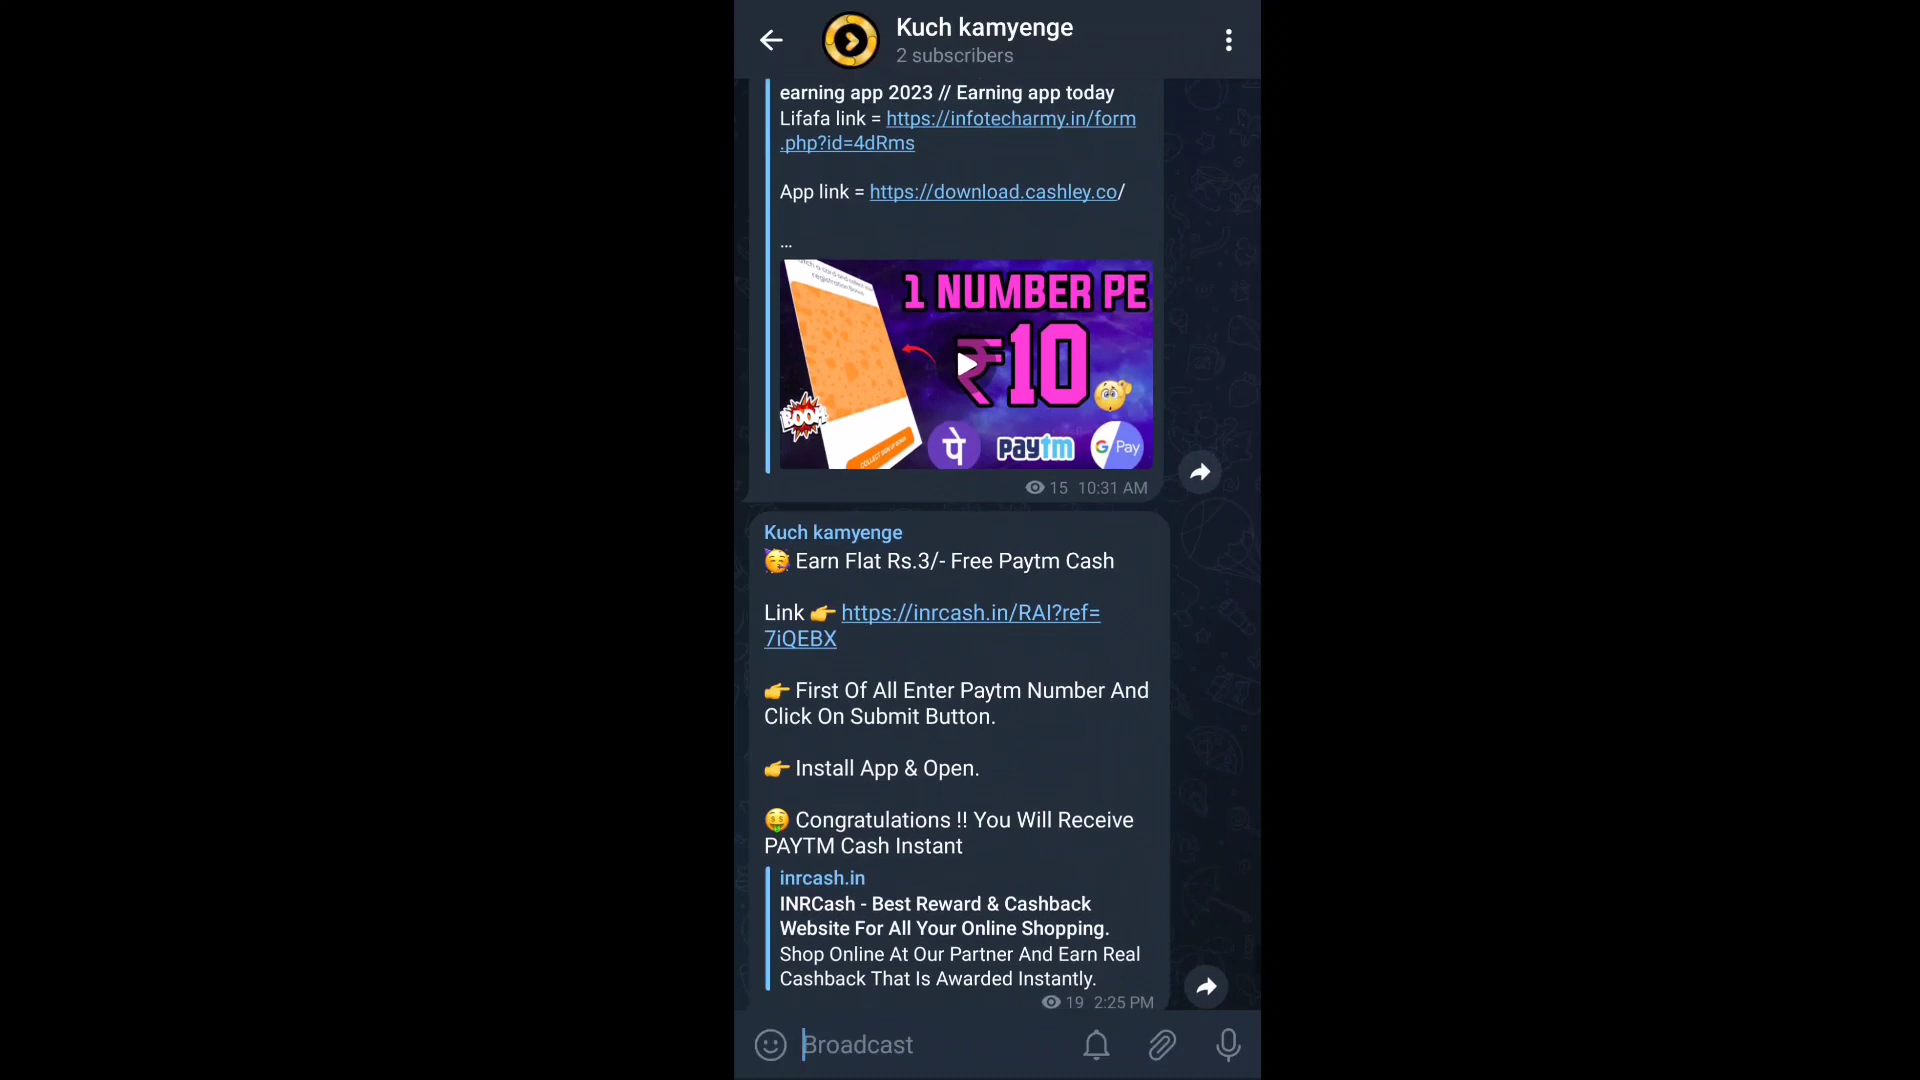 Kuch kamyenge
2 subscribers
earning app 2023 // Earning app today
Lifafa link = https://infotecharmy.in/form
.php?id=4dRms
App link = https://download.cashley.co/
...
1 NUMBER PE
₹10
BOOM
COLLECT SIGN UP BONUS
पे
paytm
G Pay
15 10:31 AM
Kuch kamyenge
🥳 Earn Flat Rs.3/- Free Paytm Cash
Link 👉 https://inrcash.in/RAI?ref=
7iQEBX
👉 First Of All Enter Paytm Number And
Click On Submit Button.
👉 Install App & Open.
🤑 Congratulations !! You Will Receive
PAYTM Cash Instant
inrcash.in
INRCash - Best Reward & Cashback
Website For All Your Online Shopping.
Shop Online At Our Partner And Earn Real
Cashback That Is Awarded Instantly.
19 2:25 PM
Broadcast